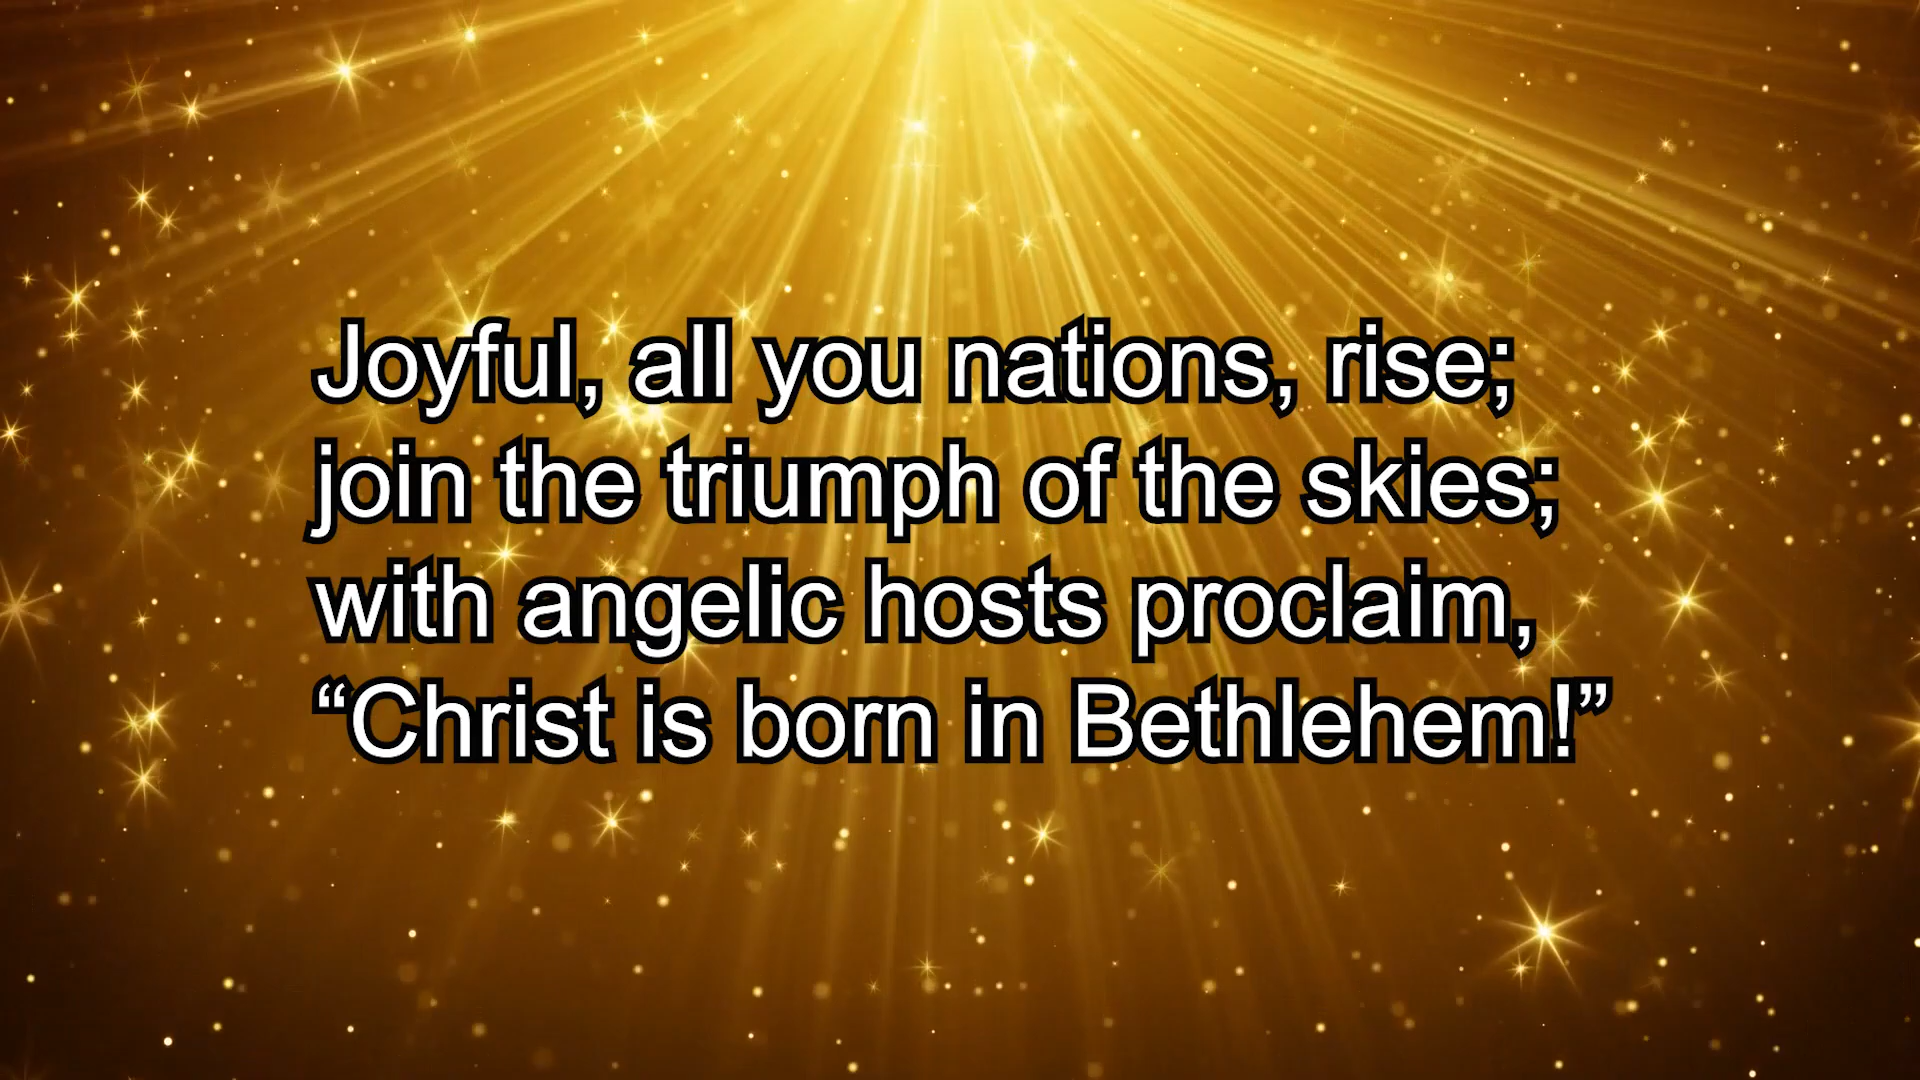 Joyful, all you nations, rise;
join the triumph of the skies;
with angelic hosts proclaim,
“Christ is born in Bethlehem!”